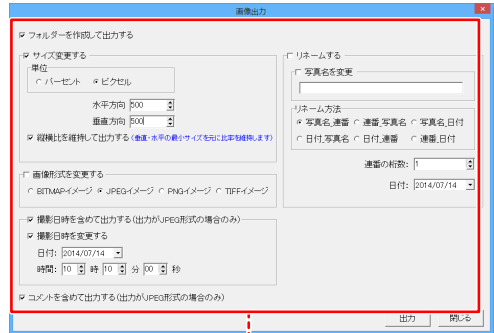 画像出力
フォルダーを作成して出力する
サイズ変更する
単位
パーセント ピクセル
水平方向 500
垂直方向 500
縦横比を維持して出力する (垂直・水平の最小サイズを元に比率を維持します)
画像形式を変更する
BITMAPイメージ JPEGイメージ PNGイメージ TIFFイメージ
撮影日時を含めて出力する(出力がJPEG形式の場合のみ)
撮影日時を変更する
日付: 2014/07/14
時間: 10 時 10 分 00 秒
コメントを含めて出力する(出力がJPEG形式の場合のみ)
リネームする
写真名を変更
リネーム方法
写真名_連番 連番_写真名 写真名_日付
日付_写真名 日付_連番 連番_日付
連番の桁数: 1
日付: 2014/07/14
出力 閉じる